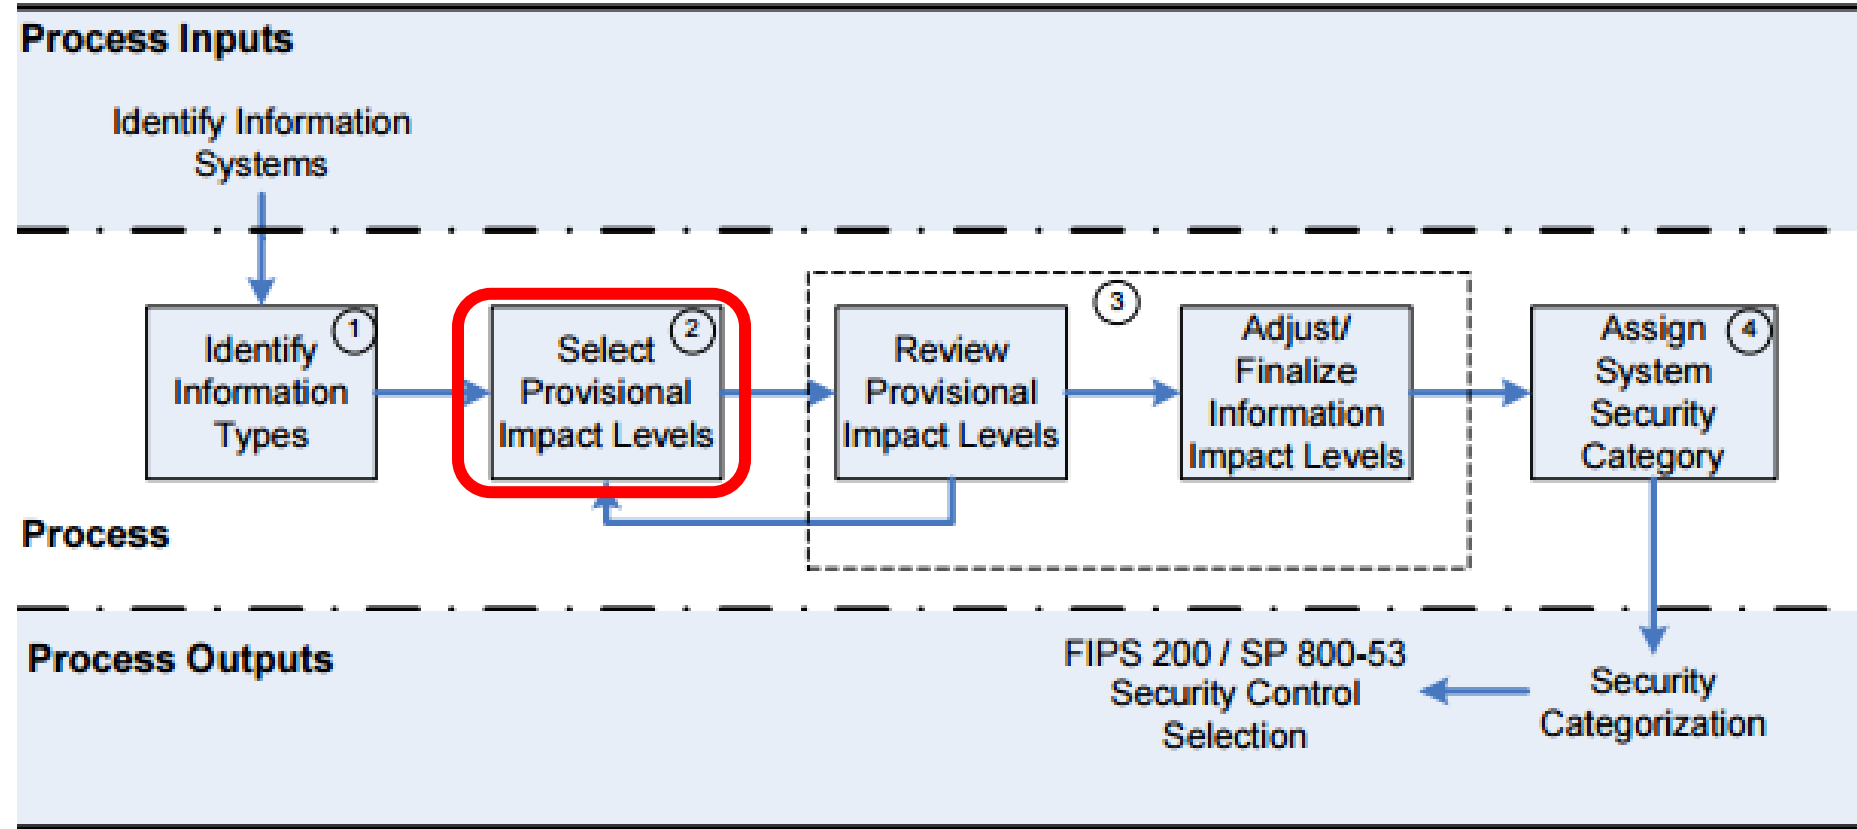 Process Inputs
Identify Information
Systems
1
Identify
Information
Types
2
Select
Provisional
Impact Levels
3
Review
Provisional
Impact Levels
Adjust/
Finalize
Information
Impact Levels
4
Assign
System
Security
Category
Process
Process Outputs
FIPS 200 / SP 800-53
Security Control
Selection
Security
Categorization